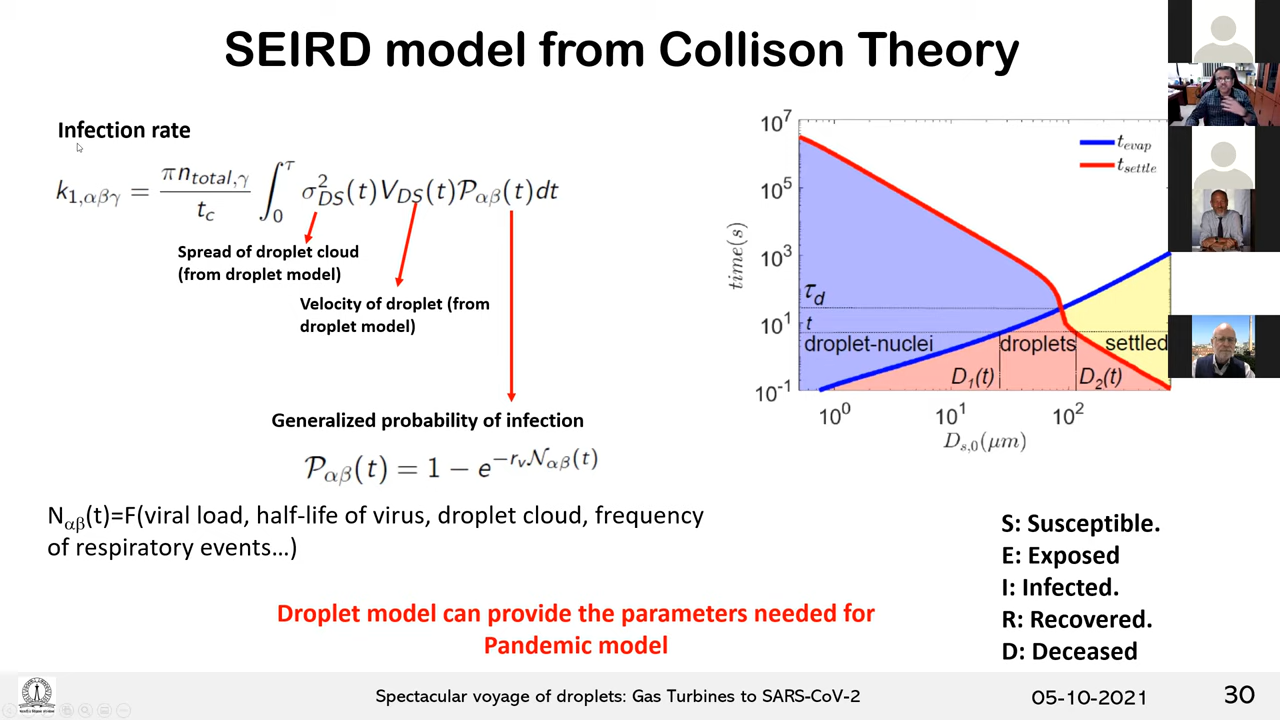 SEIRD model from Collison Theory
Infection rate
k₁,αβγ = πn_total,γ / t_c ∫₀^τ σ²_DS(t)V_DS(t)𝒫αβ(t)dt
Spread of droplet cloud
(from droplet model)
Velocity of droplet (from
droplet model)
Generalized probability of infection
𝒫αβ(t) = 1 − e^(−r_v𝒩αβ(t))
Nαβ(t)=F(viral load, half-life of virus, droplet cloud, frequency
of respiratory events…)
Droplet model can provide the parameters needed for
Pandemic model
10⁷
10⁵
10³
10¹
10⁻¹
time(s)
t_evap
t_settle
τ_d
t
droplet-nuclei
droplets
settled
D₁(t)
D₂(t)
10⁰
10¹
10²
D_s,0(μm)
S: Susceptible.
E: Exposed
I: Infected.
R: Recovered.
D: Deceased
Spectacular voyage of droplets: Gas Turbines to SARS-CoV-2
05-10-2021
30